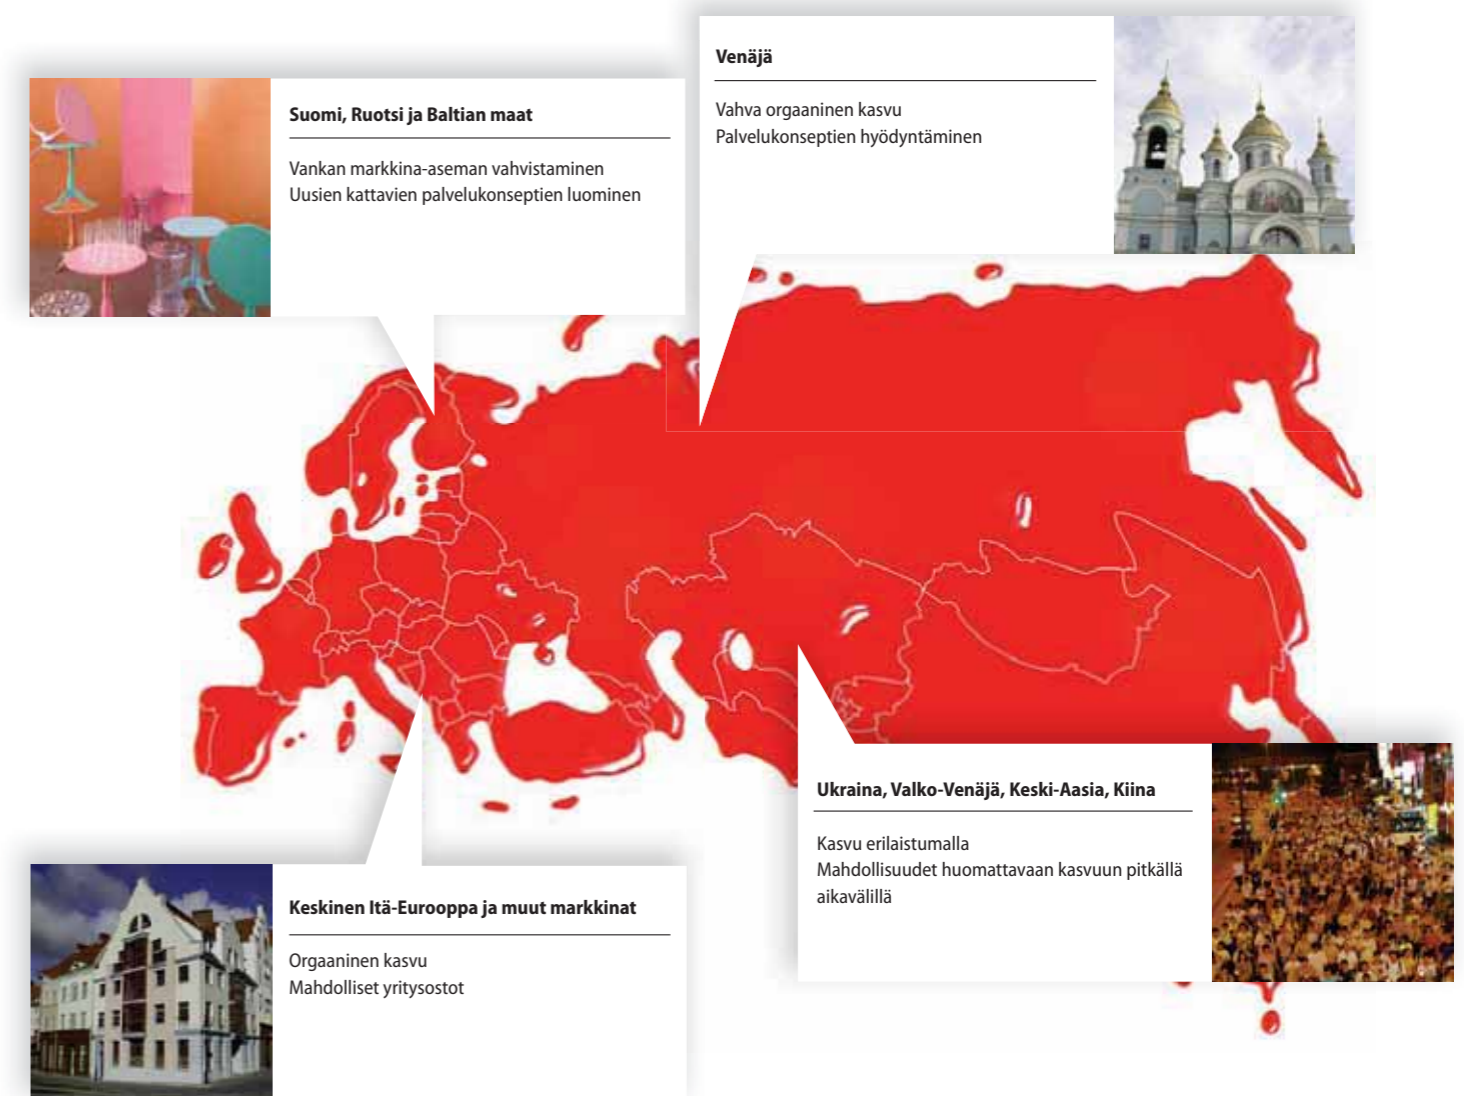 Suomi, Ruotsi ja Baltian maat
Vankan markkina-aseman vahvistaminen
Uusien kattavien palvelukonseptien luominen
Venäjä
Vahva orgaaninen kasvu
Palvelukonseptien hyödyntäminen
Keskinen Itä-Eurooppa ja muut markkinat
Orgaaninen kasvu
Mahdolliset yritysostot
Ukraina, Valko-Venäjä, Keski-Aasia, Kiina
Kasvu erilaistumalla
Mahdollisuudet huomattavaan kasvuun pitkällä
aikavälillä